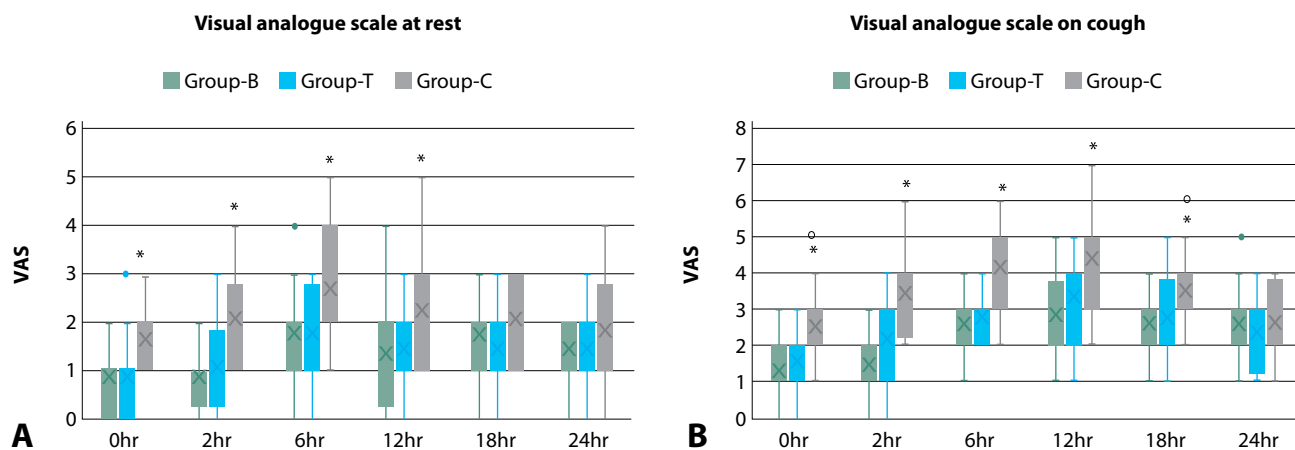 Visual analogue scale at rest
Group-B Group-T Group-C
6
5
4
3
2
1
0
VAS
0hr 2hr 6hr 12hr 18hr 24hr
* * * *
A
Visual analogue scale on cough
Group-B Group-T Group-C
8
7
6
5
4
3
2
1
0
VAS
0hr 2hr 6hr 12hr 18hr 24hr
* * * * *
B